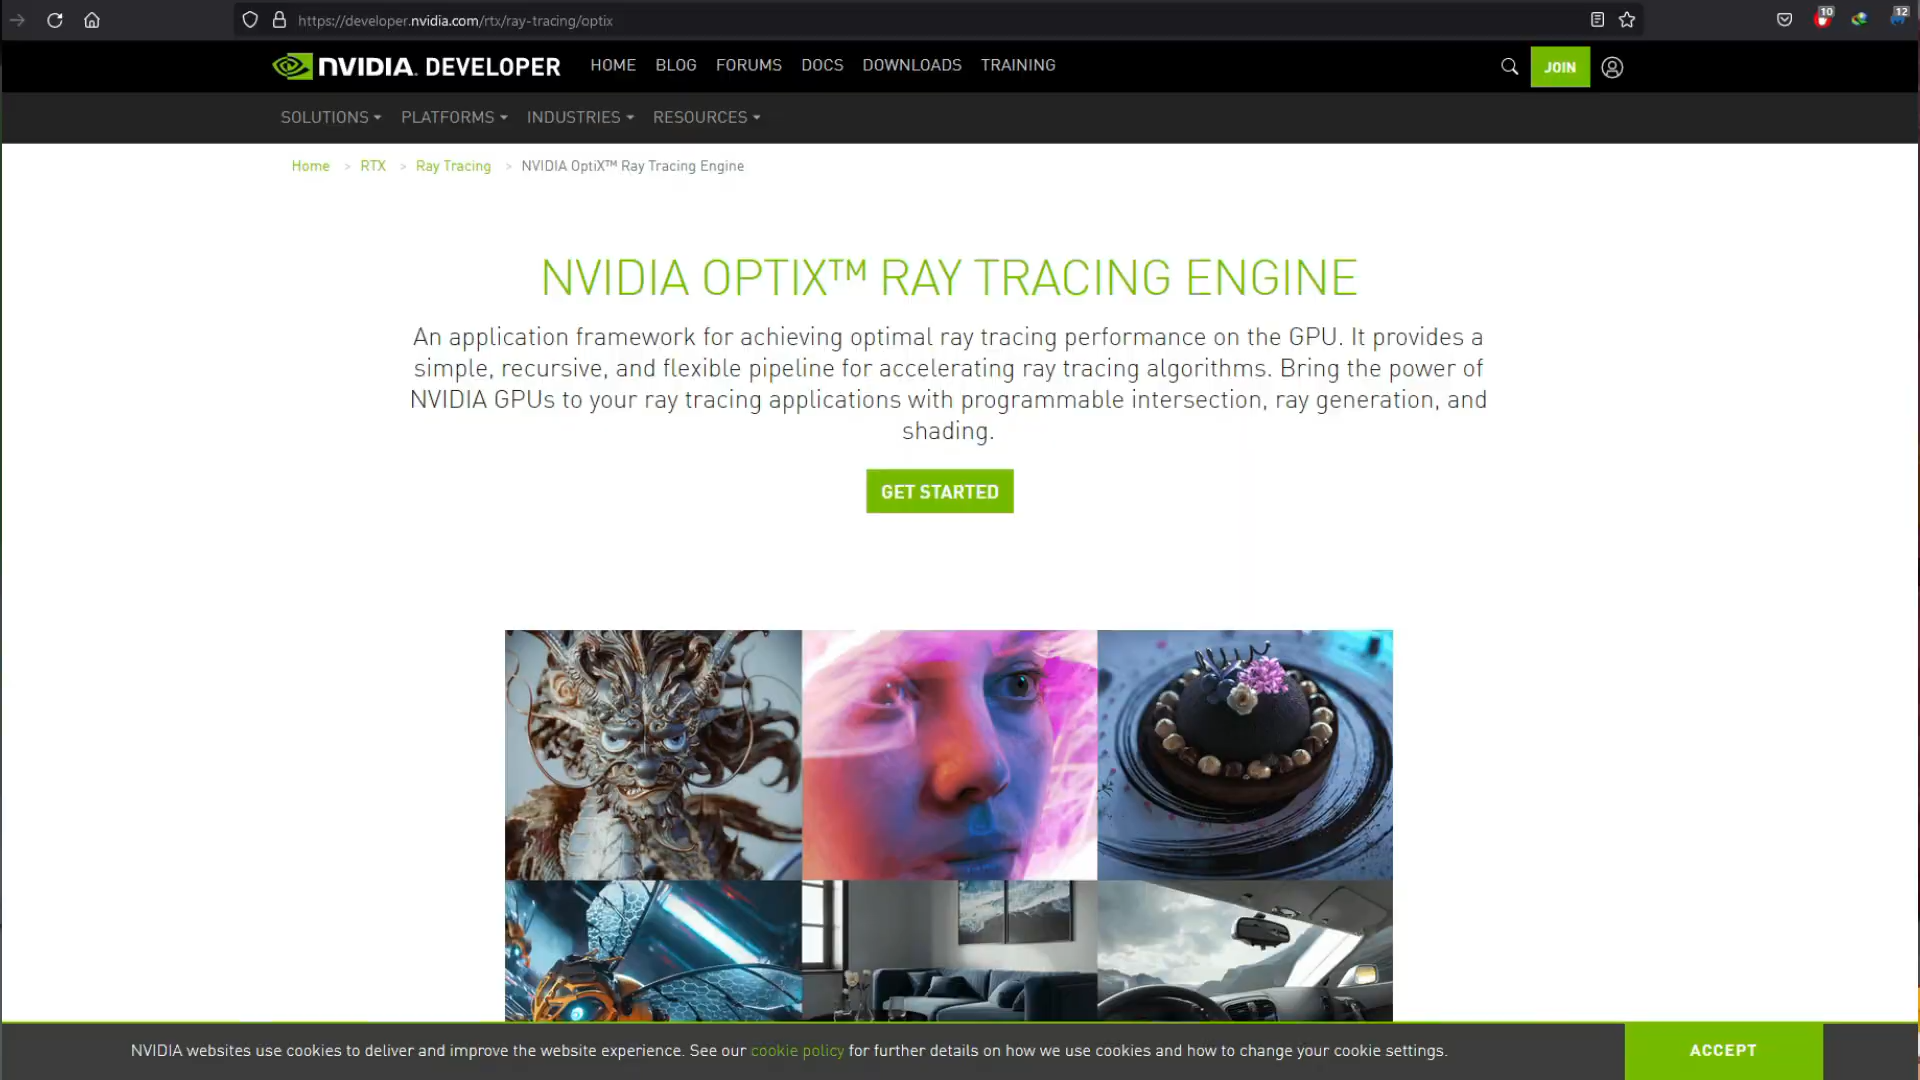 https://developer.nvidia.com/rtx/ray-tracing/optix
10
12
NVIDIA. DEVELOPER HOME BLOG FORUMS DOCS DOWNLOADS TRAINING JOIN
SOLUTIONS PLATFORMS INDUSTRIES RESOURCES
Home > RTX > Ray Tracing > NVIDIA OptiX™ Ray Tracing Engine
NVIDIA OPTIX™ RAY TRACING ENGINE
An application framework for achieving optimal ray tracing performance on the GPU. It provides a
simple, recursive, and flexible pipeline for accelerating ray tracing algorithms. Bring the power of
NVIDIA GPUs to your ray tracing applications with programmable intersection, ray generation, and
shading.
GET STARTED
NVIDIA websites use cookies to deliver and improve the website experience. See our cookie policy for further details on how we use cookies and how to change your cookie settings.
ACCEPT